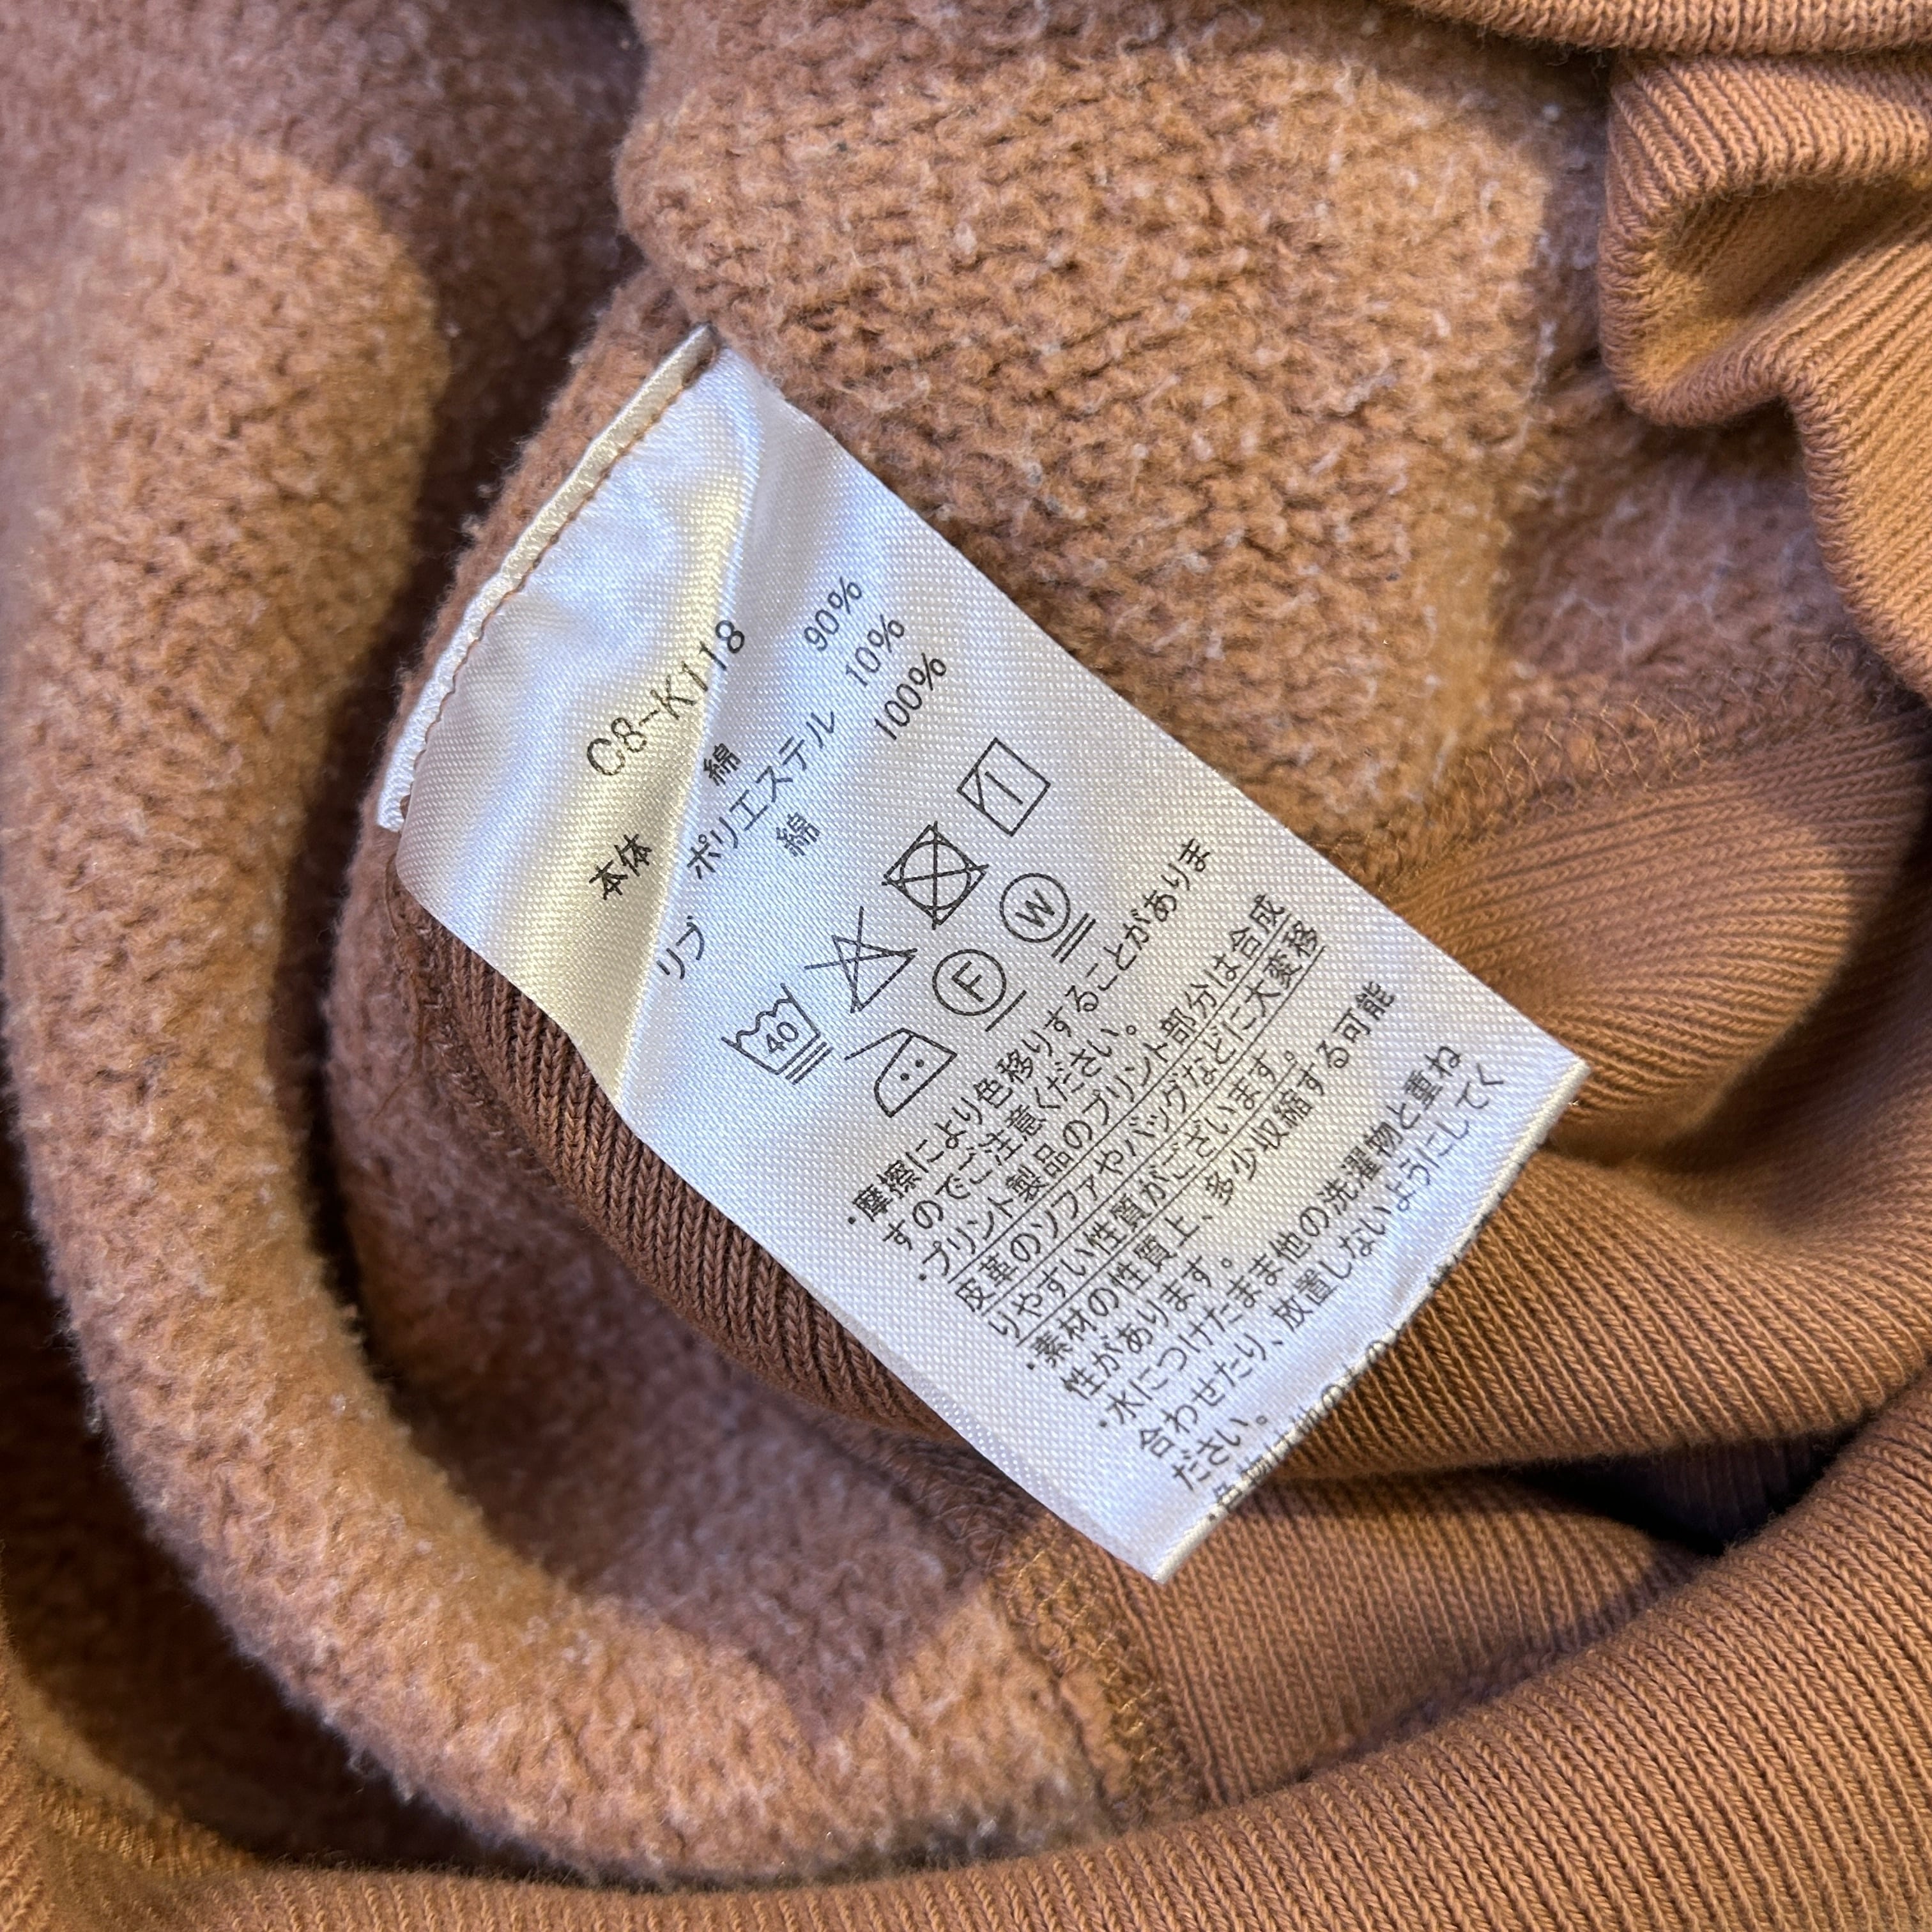 C8-K118
本体 綿 90%
ポリエステル 10%
リブ 綿 100%
40
F W
・摩擦により色移りすることがありま
すのでご注意ください。
・プリント製品のプリント部分は合成
皮革のソファやバッグなどに大変移
りやすい性質がございます。
・素材の性質上、多少収縮する可能
性があります。
・水につけたまま他の洗濯物と重ね
合わせたり、放置しないようにしてく
ださい。